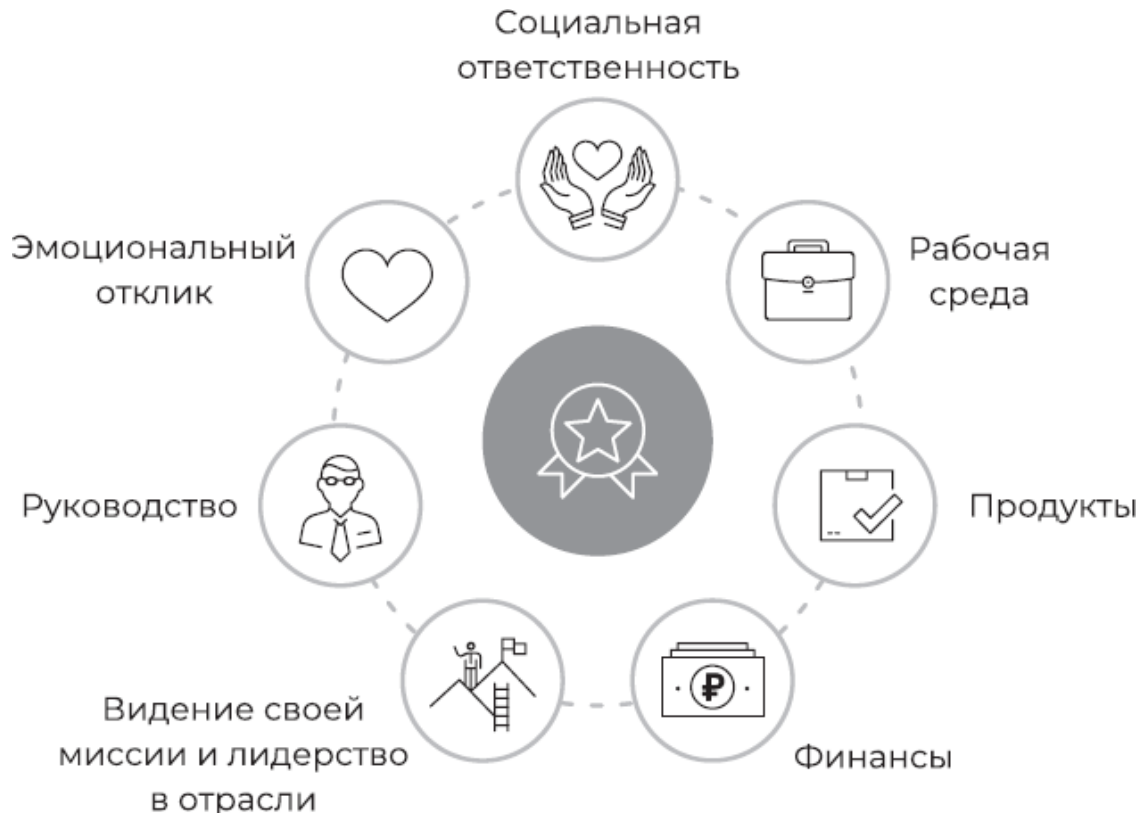 Социальная
ответственность
Эмоциональный
отклик
Рабочая
среда
Руководство
Продукты
Видение своей
миссии и лидерство
в отрасли
Финансы